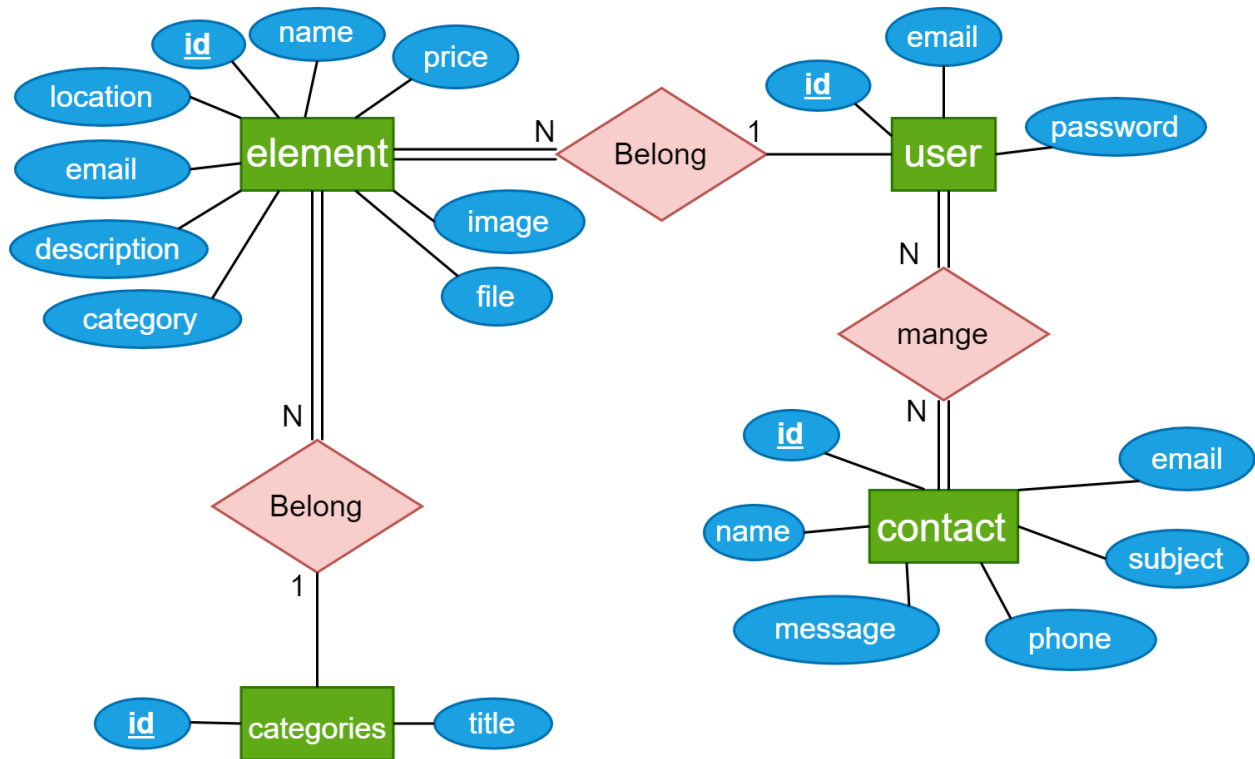 id
name
price
location
element
email
description
category
image
file
N
Belong
1
email
id
password
user
N
mange
N
id
email
name
contact
subject
message
phone
N
Belong
1
id
categories
title